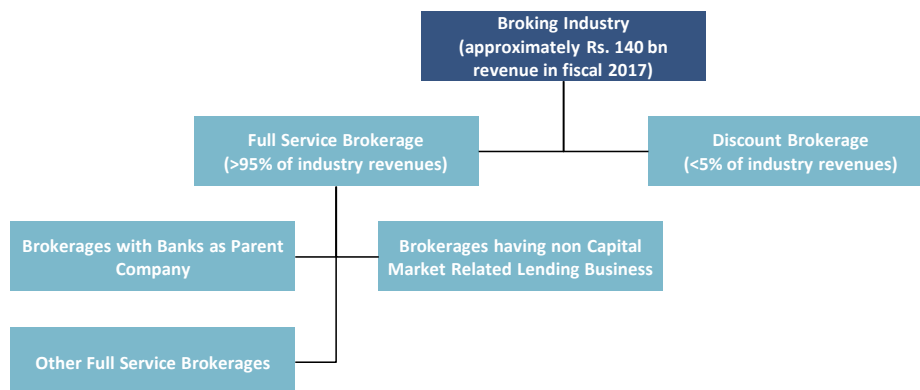 Broking Industry
(approximately Rs. 140 bn
revenue in fiscal 2017)
Full Service Brokerage
(>95% of industry revenues)
Discount Brokerage
(<5% of industry revenues)
Brokerages with Banks as Parent
Company
Brokerages having non Capital
Market Related Lending Business
Other Full Service Brokerages